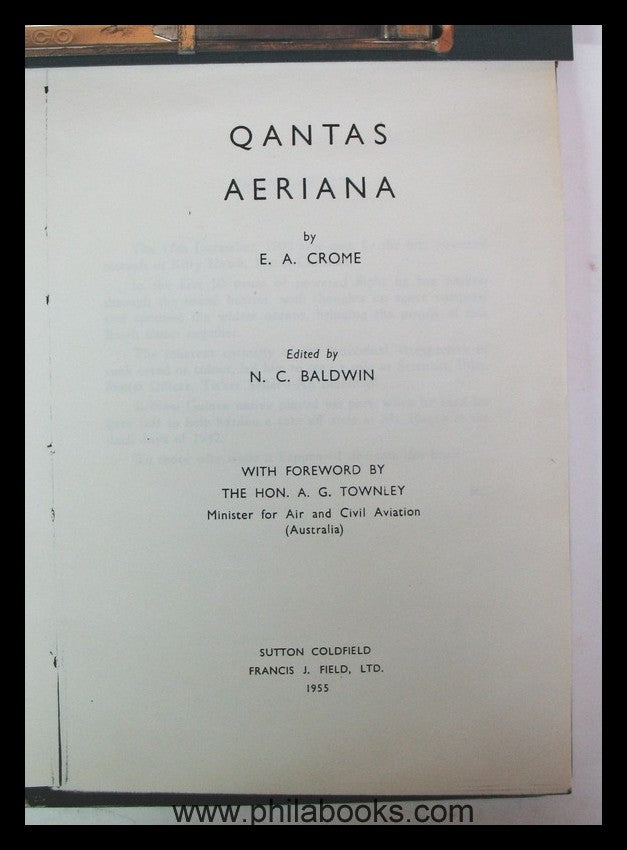 CO
QANTAS
AERIANA
by
E. A. CROME
Edited by
N. C. BALDWIN
WITH FOREWORD BY
THE HON. A. G. TOWNLEY
Minister for Air and Civil Aviation
(Australia)
SUTTON COLDFIELD
FRANCIS J. FIELD, LTD.
1955
www.philabooks.com